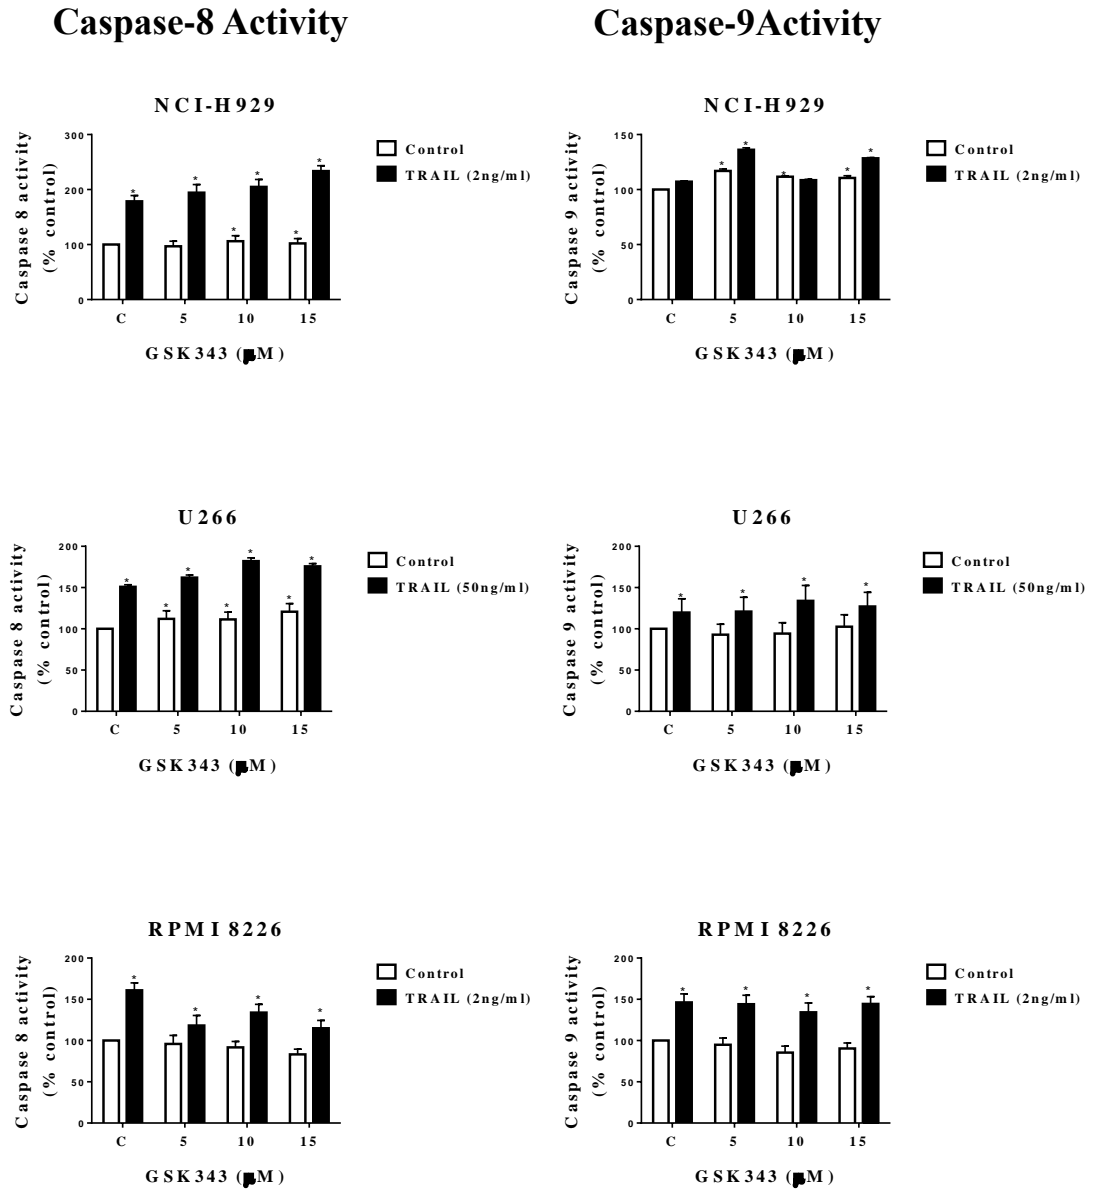 Caspase-8 Activity
Caspase-9Activity
NCI-H929
Caspase 8 activity
(% control)
300
200
100
0
*
*
*
*
*
*
C 5 10 15
GSK343 (μM)
Control
TRAIL (2ng/ml)
NCI-H929
Caspase 9 activity
(% control)
150
100
50
0
*
*
*
*
*
C 5 10 15
GSK343 (μM)
Control
TRAIL (2ng/ml)
U266
Caspase 8 activity
(% control)
200
150
100
50
0
*
*
*
*
*
*
*
C 5 10 15
GSK343 (μM)
Control
TRAIL (50ng/ml)
U266
Caspase 9 activity
(% control)
200
150
100
50
0
*
*
*
*
C 5 10 15
GSK343 (μM)
Control
TRAIL (50ng/ml)
RPMI 8226
Caspase 8 activity
(% control)
200
150
100
50
0
*
*
*
*
C 5 10 15
GSK343 (μM)
Control
TRAIL (2ng/ml)
RPMI 8226
Caspase 9 activity
(% control)
200
150
100
50
0
*
*
*
*
C 5 10 15
GSK343 (μM)
Control
TRAIL (2ng/ml)